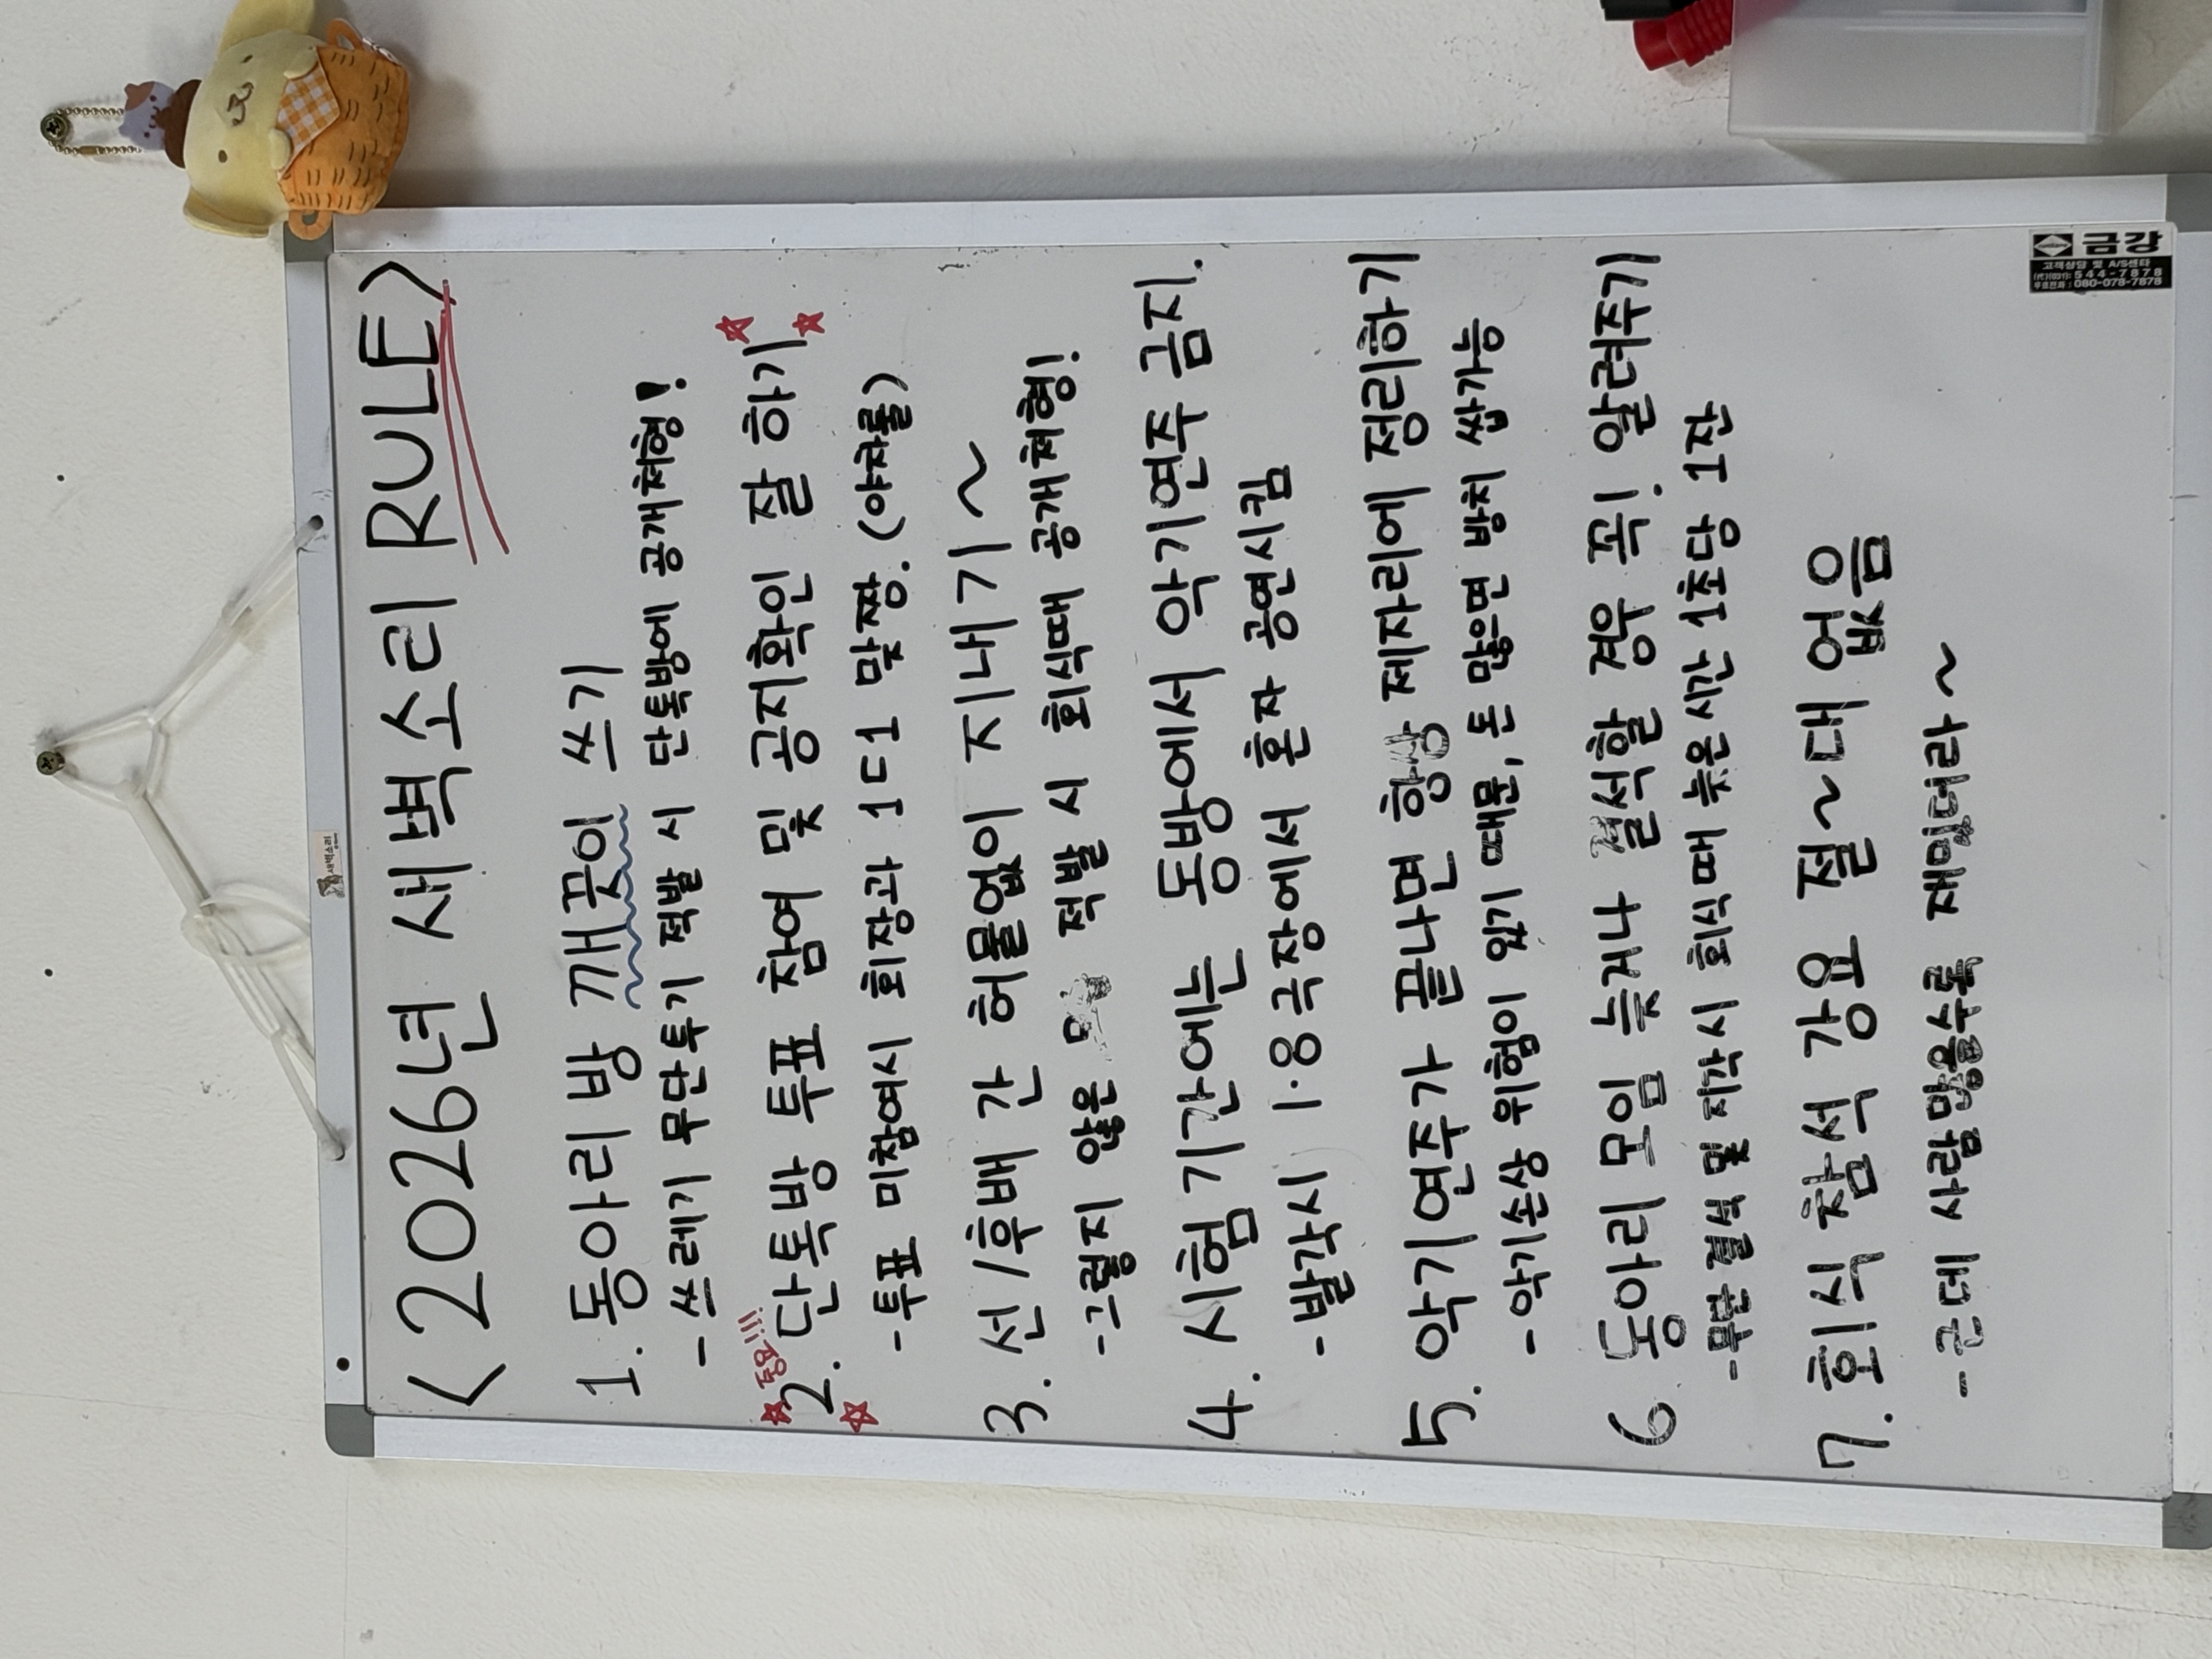 새벽소리
<2026년 새벽소리 RULE>
1. 동아리 방 깨끗이 쓰기
- 쓰레기 무단투기 적발 시 단톡방에 공개처형!
중요!!!
2. 단톡방 투표 참여 및 공지확인 잘 하기
- 투표 미참여시 회장과 1ㄷ1 맞짱. (야차룰)
3. 선/후배 간 허물없이 지내기~
- 그렇지 않은 적발 시 회식때 공개처형!
4. 시험기간에는 동방에서 악기연주 금지.
- 발각시 1·8극장에서 혼자 공연시킴
5. 악기연주가 끝나면 항상 제자리에 정리하기
- 악기손상 위험이 있기 때문, 돈 많으면 방치 쌉가능
6 동아리 모임 늦거나 결석할 경우 꼭! 알려주기
- 무단 결석 및 지각시 회식때 늦은시간 1초당 1잔
7. 회식 참석 강요 절~대 없음
- 근데 사람많을수록 재밌더라~
금강